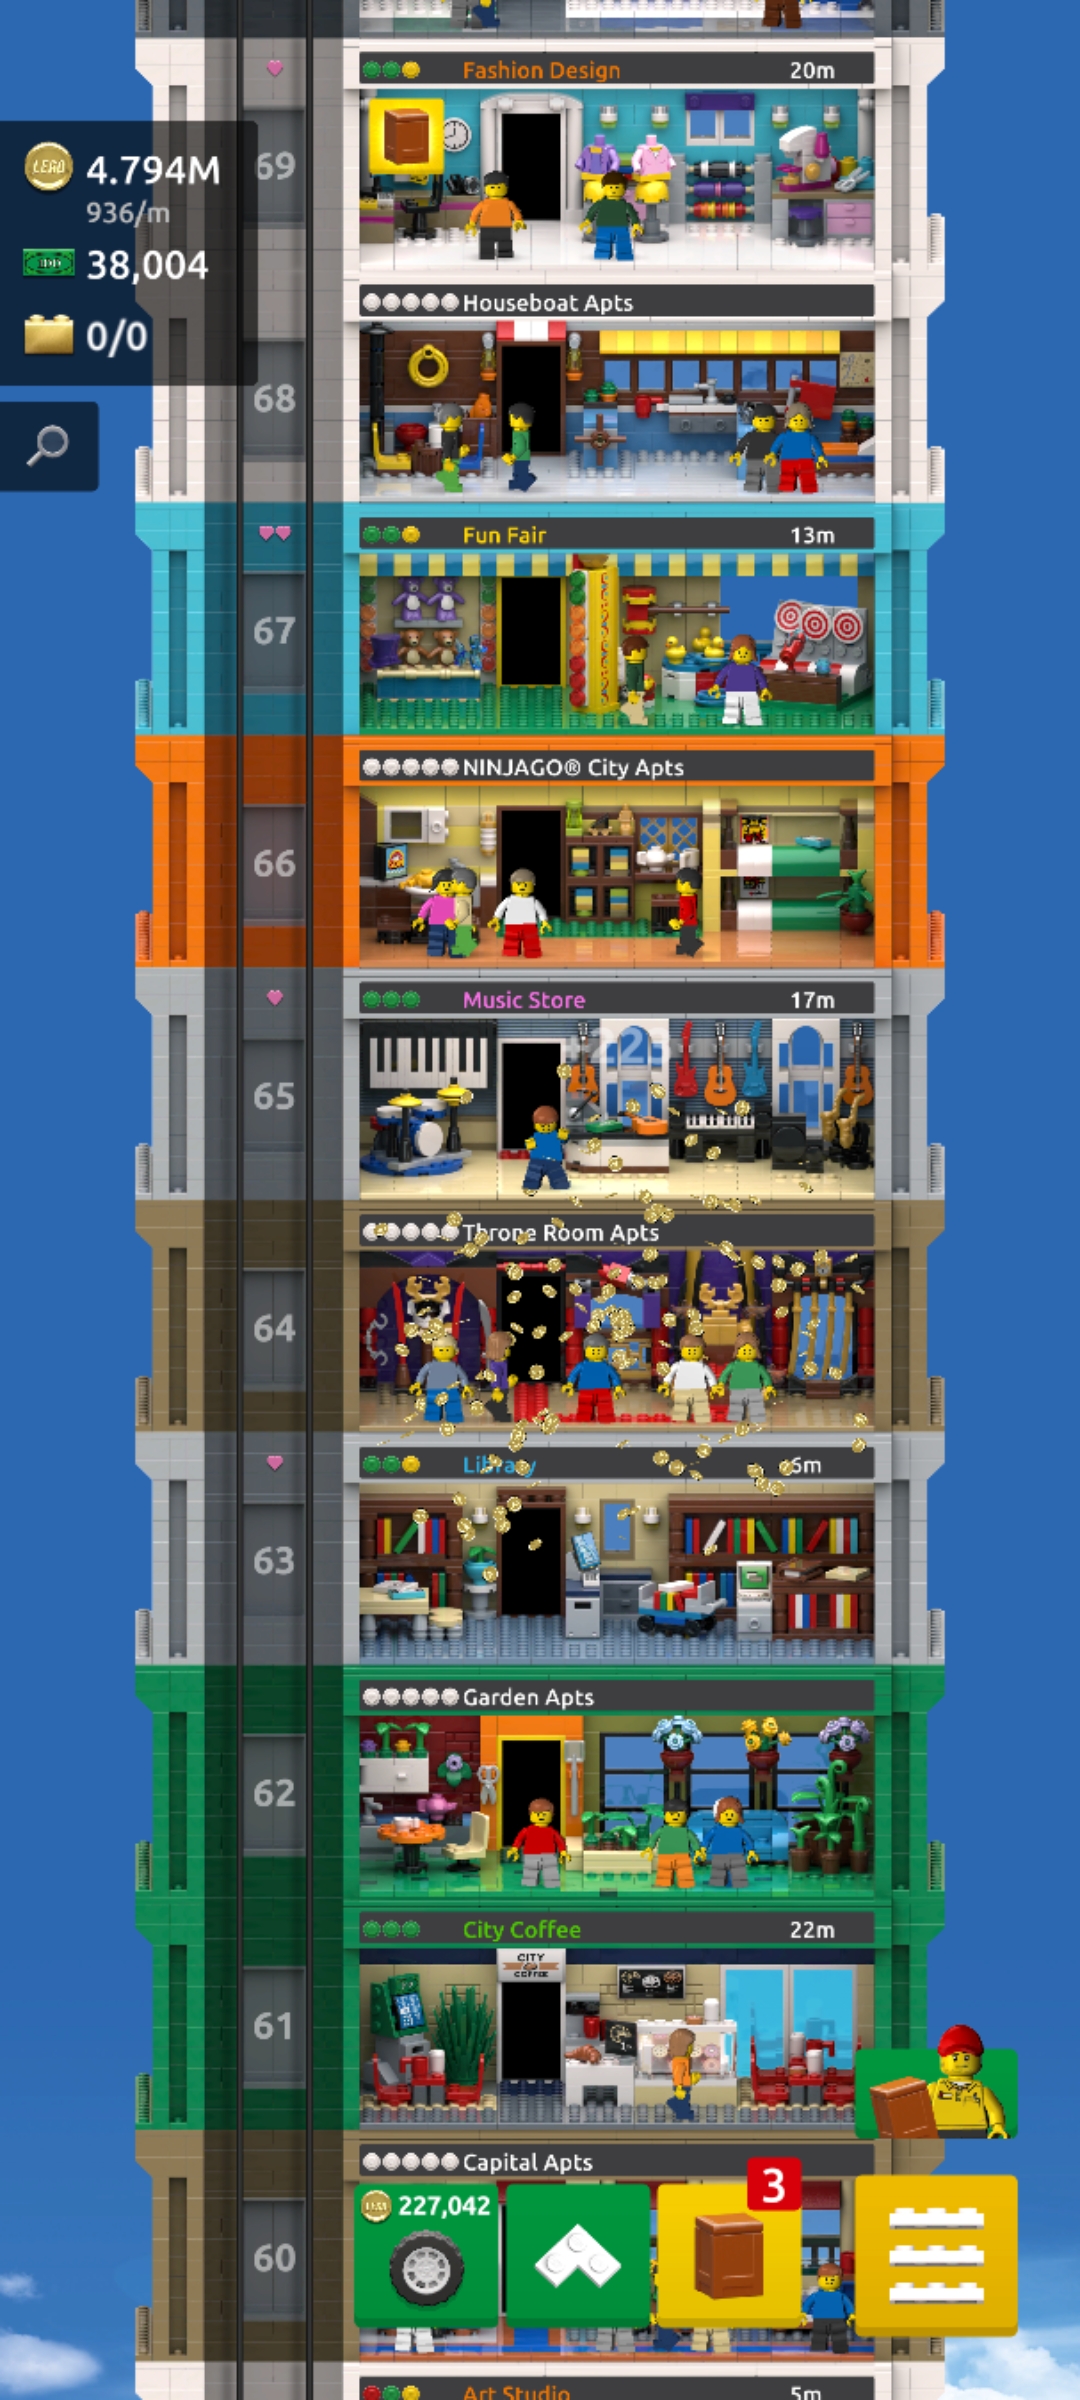 Fashion Design 20m
69
4.794M
936/m
38,004
0/0
Houseboat Apts
68
Fun Fair 13m
67
NINJAGO® City Apts
66
Music Store 17m
65
Throne Room Apts
64
Library
63
Garden Apts
62
City Coffee 22m
CITY
COFFEE
61
Capital Apts
3
227,042
60
Art Studio 5m